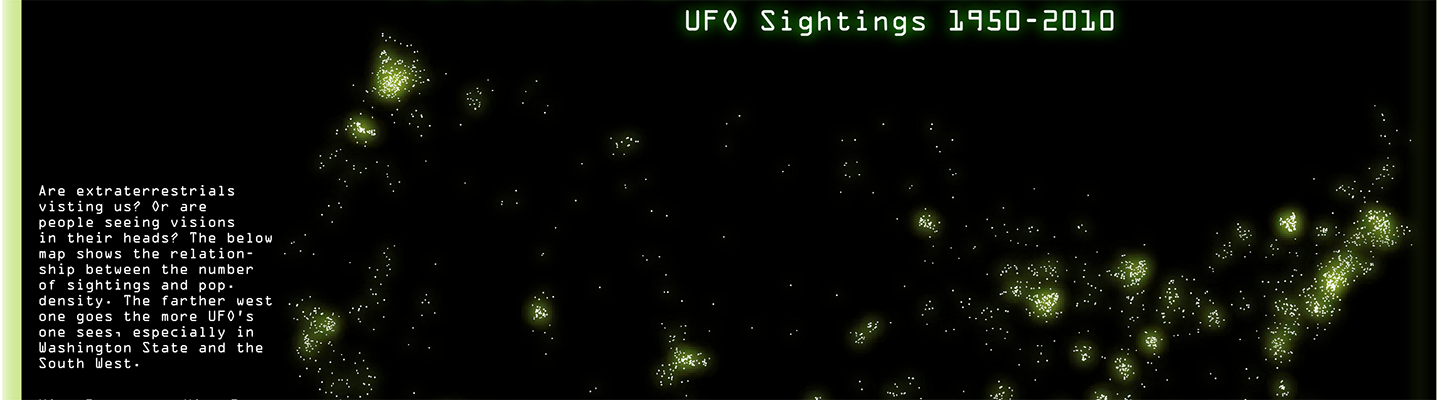 UFO Sightings 1950-2010
Are extraterrestrials
visting us? Or are
people seeing visions
in their heads? The below
map shows the relation-
ship between the number
of sightings and pop.
density. The farther west
one goes the more UFO's
one sees, especially in
Washington State and the
South West.